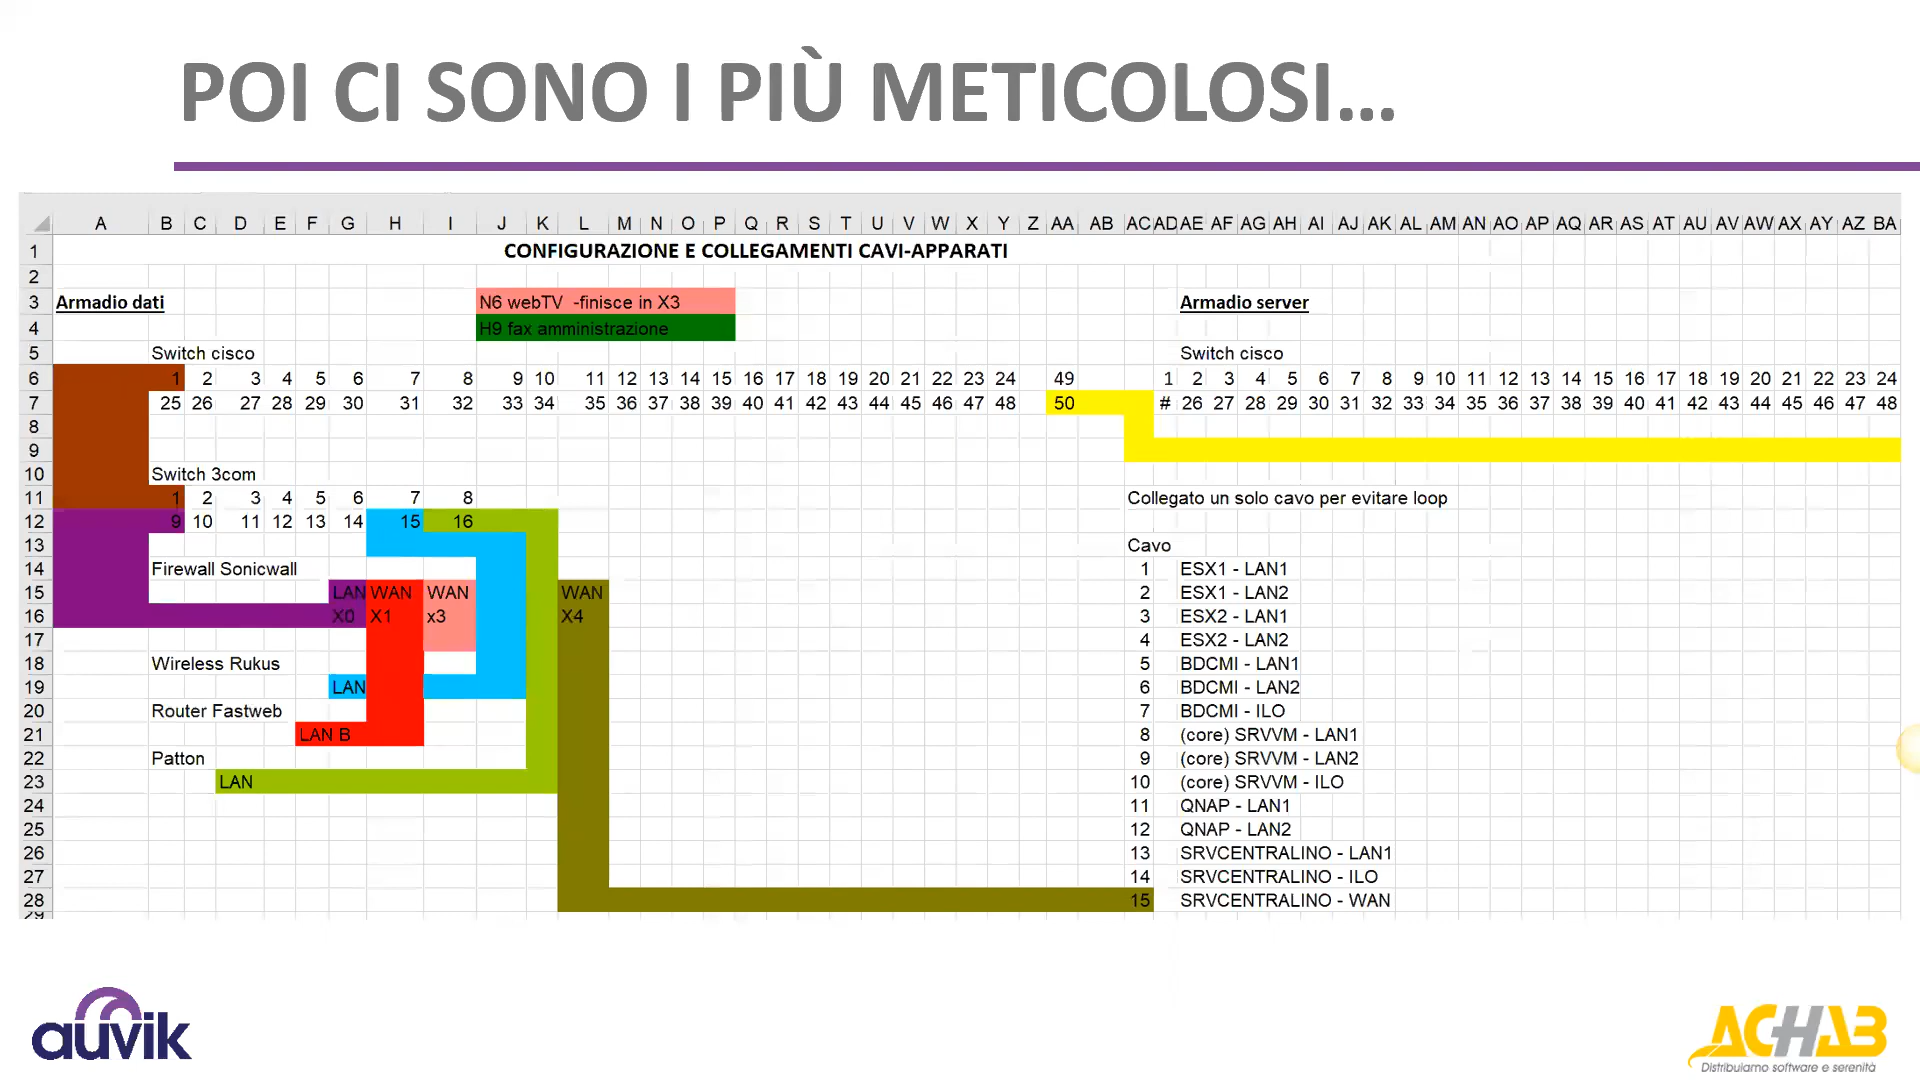 POI CI SONO I PIÙ METICOLOSI...
A B C D E F G H I J K L M N O P Q R S T U V W X Y Z AA AB AC AD AE AF AG AH AI AJ AK AL AM AN AO AP AQ AR AS AT AU AV AW AX AY AZ BA
1 CONFIGURAZIONE E COLLEGAMENTI CAVI-APPARATI
2
3 Armadio dati N6 webTV -finisce in X3 Armadio server
4 H9 fax amministrazione
5 Switch cisco Switch cisco
6 1 2 3 4 5 6 7 8 9 10 11 12 13 14 15 16 17 18 19 20 21 22 23 24 49 1 2 3 4 5 6 7 8 9 10 11 12 13 14 15 16 17 18 19 20 21 22 23 24
7 25 26 27 28 29 30 31 32 33 34 35 36 37 38 39 40 41 42 43 44 45 46 47 48 50 # 26 27 28 29 30 31 32 33 34 35 36 37 38 39 40 41 42 43 44 45 46 47 48
8
9
10 Switch 3com
11 1 2 3 4 5 6 7 8 Collegato un solo cavo per evitare loop
12 9 10 11 12 13 14 15 16
13 Cavo
14 Firewall Sonicwall 1 ESX1 - LAN1
15 LAN WAN WAN WAN 2 ESX1 - LAN2
16 X0 X1 x3 X4 3 ESX2 - LAN1
17 4 ESX2 - LAN2
18 Wireless Rukus 5 BDCMI - LAN1
19 LAN 6 BDCMI - LAN2
20 Router Fastweb 7 BDCMI - ILO
21 LAN B 8 (core) SRVVM - LAN1
22 Patton 9 (core) SRVVM - LAN2
23 LAN 10 (core) SRVVM - ILO
24 11 QNAP - LAN1
25 12 QNAP - LAN2
26 13 SRVCENTRALINO - LAN1
27 14 SRVCENTRALINO - ILO
28 15 SRVCENTRALINO - WAN
29
auvik
ACHAB
Distribuiamo software e serenità